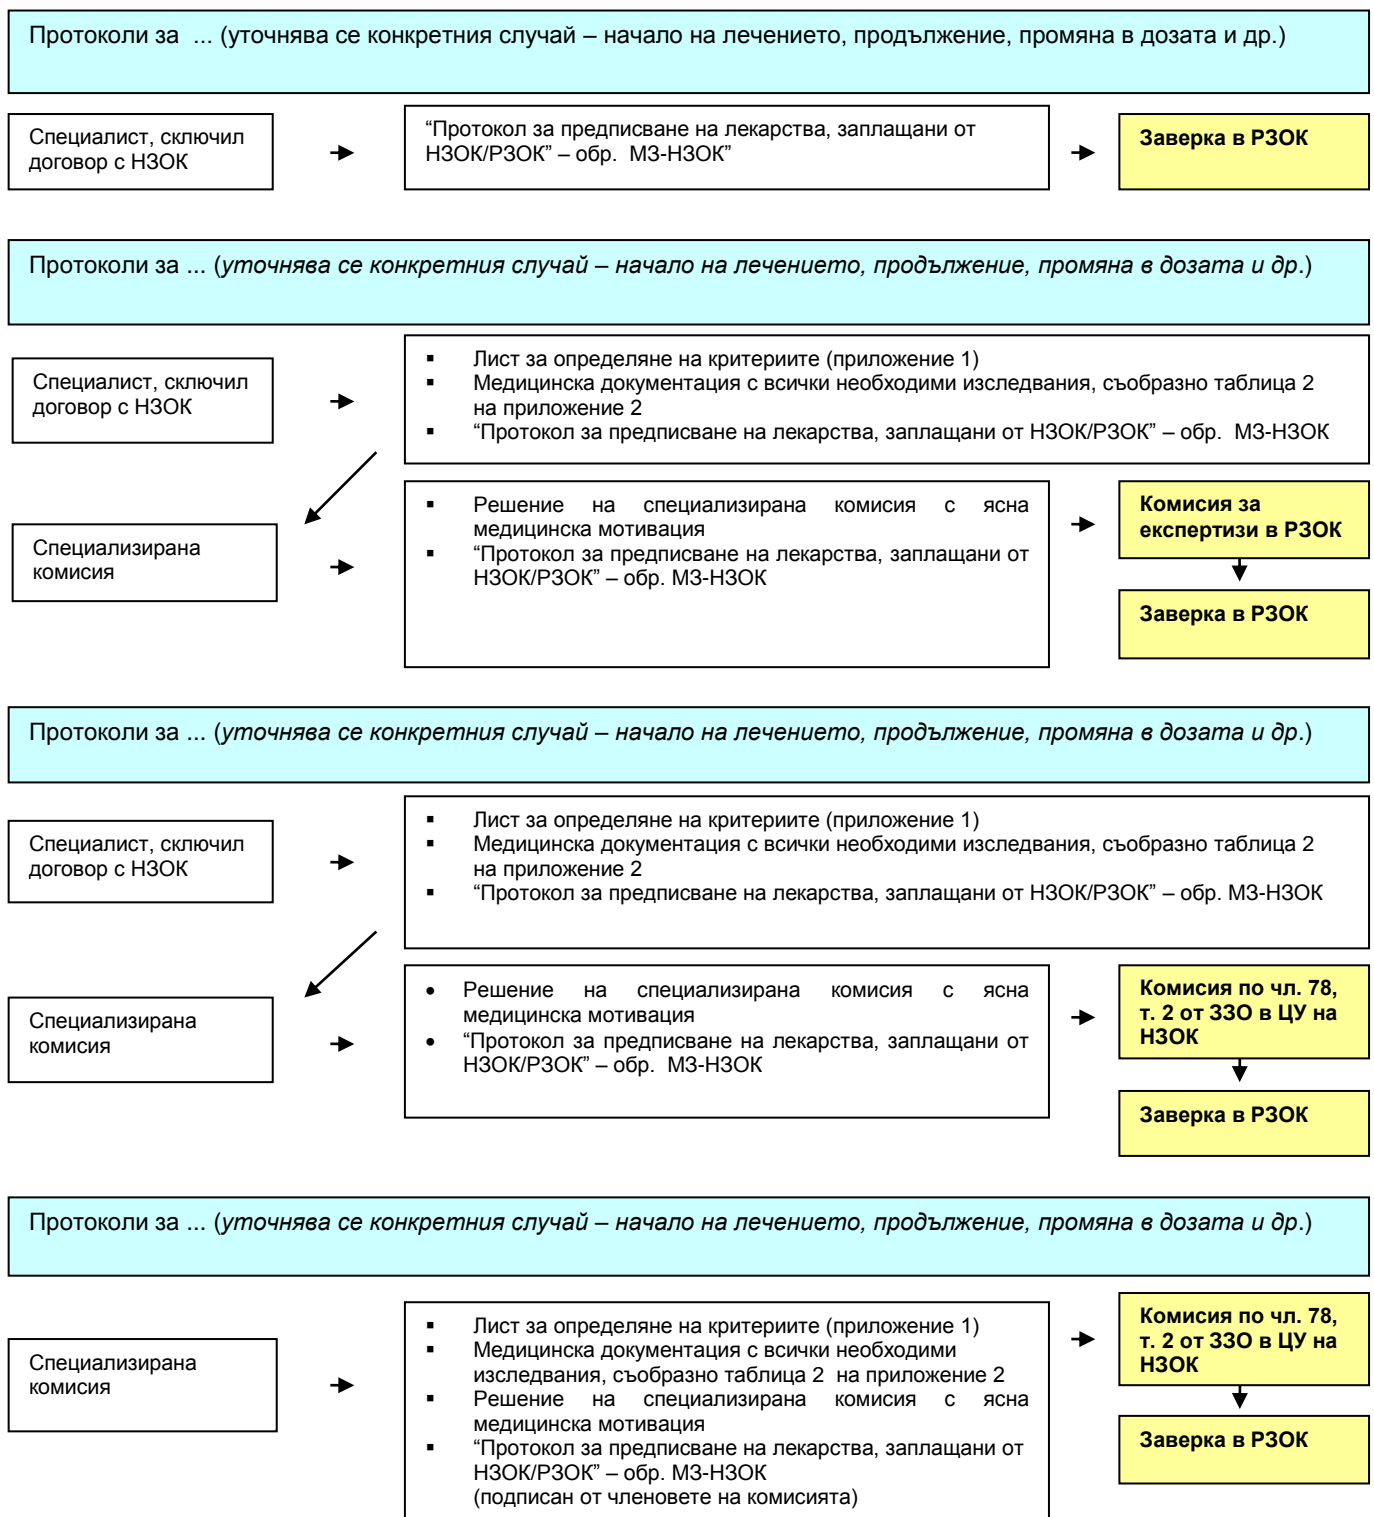 Протоколи за ... (уточнява се конкретния случай – начало на лечението, продължение, промяна в дозата и др.)
Специалист, сключил
договор с НЗОК
“Протокол за предписване на лекарства, заплащани от
НЗОК/РЗОК” – обр. МЗ-НЗОК”
Заверка в РЗОК
Протоколи за ... (уточнява се конкретния случай – начало на лечението, продължение, промяна в дозата и др.)
Специалист, сключил
договор с НЗОК
▪ Лист за определяне на критериите (приложение 1)
▪ Медицинска документация с всички необходими изследвания, съобразно таблица 2
на приложение 2
▪ “Протокол за предписване на лекарства, заплащани от НЗОК/РЗОК” – обр. МЗ-НЗОК
Специализирана
комисия
▪ Решение на специализирана комисия с ясна
медицинска мотивация
▪ “Протокол за предписване на лекарства, заплащани от
НЗОК/РЗОК” – обр. МЗ-НЗОК
Комисия за
експертизи в РЗОК
Заверка в РЗОК
Протоколи за ... (уточнява се конкретния случай – начало на лечението, продължение, промяна в дозата и др.)
Специалист, сключил
договор с НЗОК
▪ Лист за определяне на критериите (приложение 1)
▪ Медицинска документация с всички необходими изследвания, съобразно таблица 2
на приложение 2
▪ “Протокол за предписване на лекарства, заплащани от НЗОК/РЗОК” – обр. МЗ-НЗОК
Специализирана
комисия
• Решение на специализирана комисия с ясна
медицинска мотивация
• “Протокол за предписване на лекарства, заплащани от
НЗОК/РЗОК” – обр. МЗ-НЗОК
Комисия по чл. 78,
т. 2 от ЗЗО в ЦУ на
НЗОК
Заверка в РЗОК
Протоколи за ... (уточнява се конкретния случай – начало на лечението, продължение, промяна в дозата и др.)
Специализирана
комисия
▪ Лист за определяне на критериите (приложение 1)
▪ Медицинска документация с всички необходими
изследвания, съобразно таблица 2 на приложение 2
▪ Решение на специализирана комисия с ясна
медицинска мотивация
▪ “Протокол за предписване на лекарства, заплащани от
НЗОК/РЗОК” – обр. МЗ-НЗОК
(подписан от членовете на комисията)
Комисия по чл. 78,
т. 2 от ЗЗО в ЦУ на
НЗОК
Заверка в РЗОК